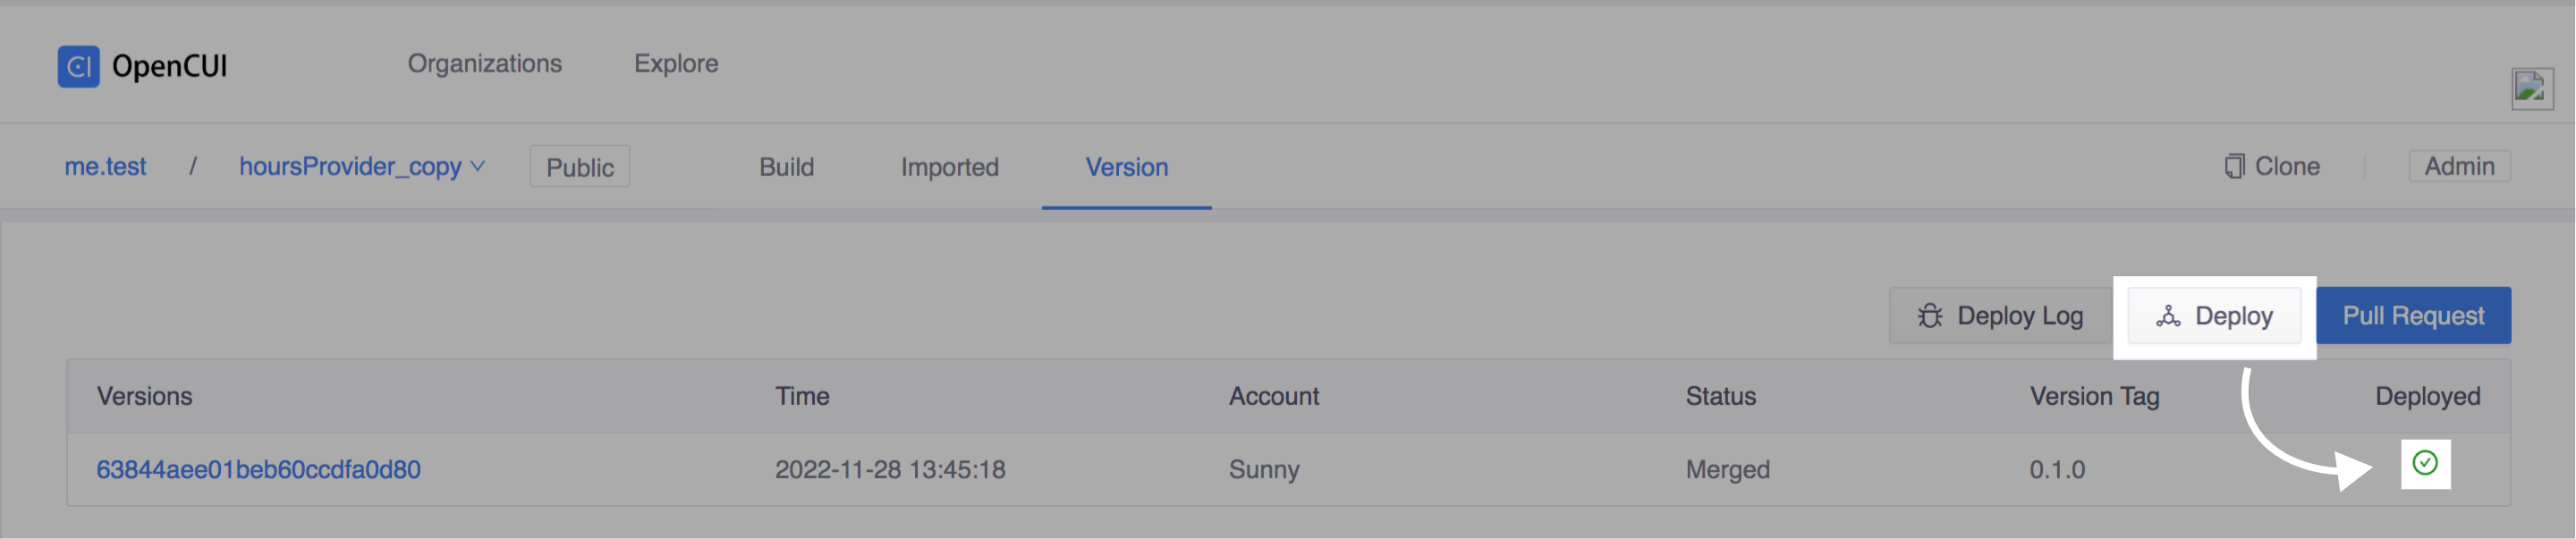 CI OpenCUI Organizations Explore
me.test / hoursProvider_copy Public Build Imported Version Clone Admin
Deploy Log Deploy Pull Request
Versions Time Account Status Version Tag Deployed
63844aee01beb60ccdfa0d80 2022-11-28 13:45:18 Sunny Merged 0.1.0